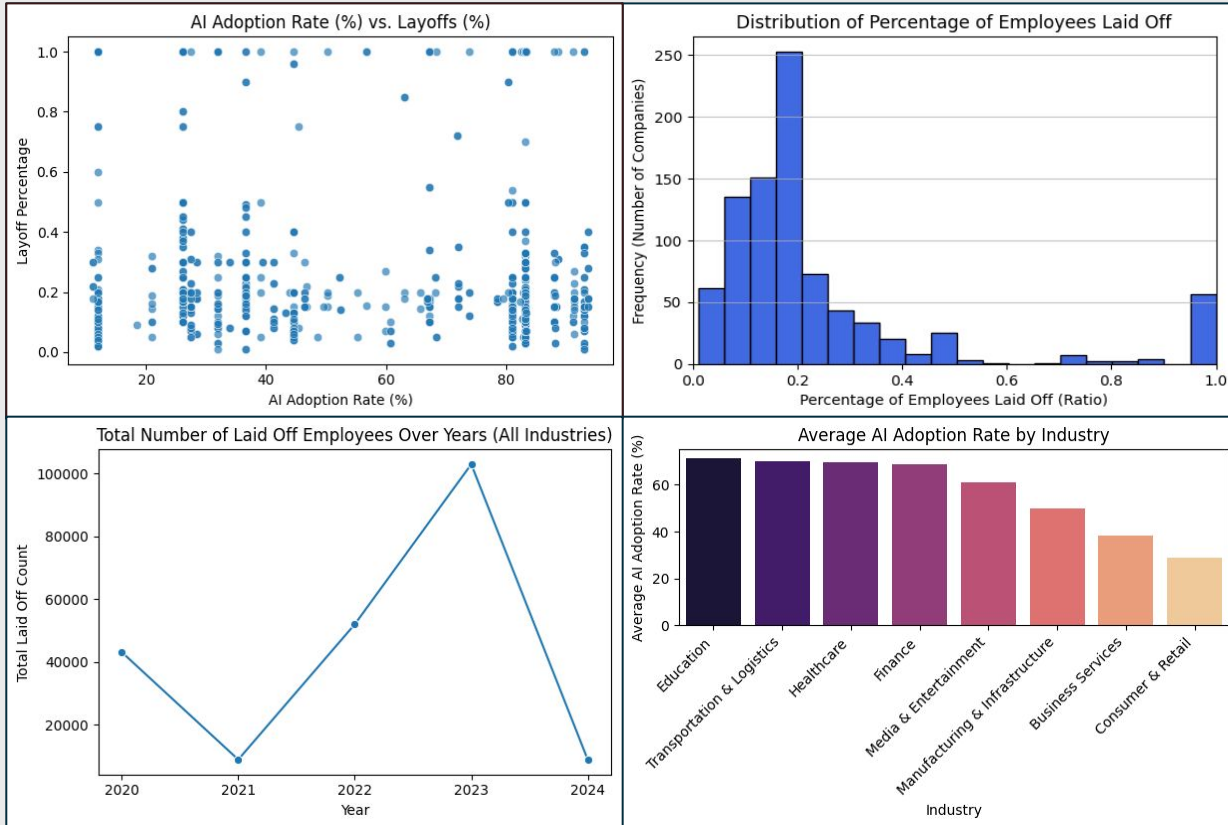 AI Adoption Rate (%) vs. Layoffs (%)
1.0
0.8
0.6
0.4
0.2
0.0
Layoff Percentage
20
40
60
80
AI Adoption Rate (%)
Distribution of Percentage of Employees Laid Off
250
200
150
100
50
0
Frequency (Number of Companies)
0.0
0.2
0.4
0.6
0.8
1.0
Percentage of Employees Laid Off (Ratio)
Total Number of Laid Off Employees Over Years (All Industries)
100000
80000
60000
40000
20000
Total Laid Off Count
2020
2021
2022
2023
2024
Year
Average AI Adoption Rate by Industry
60
40
20
0
Average AI Adoption Rate (%)
Education
Transportation & Logistics
Healthcare
Finance
Media & Entertainment
Manufacturing & Infrastructure
Business Services
Consumer & Retail
Industry